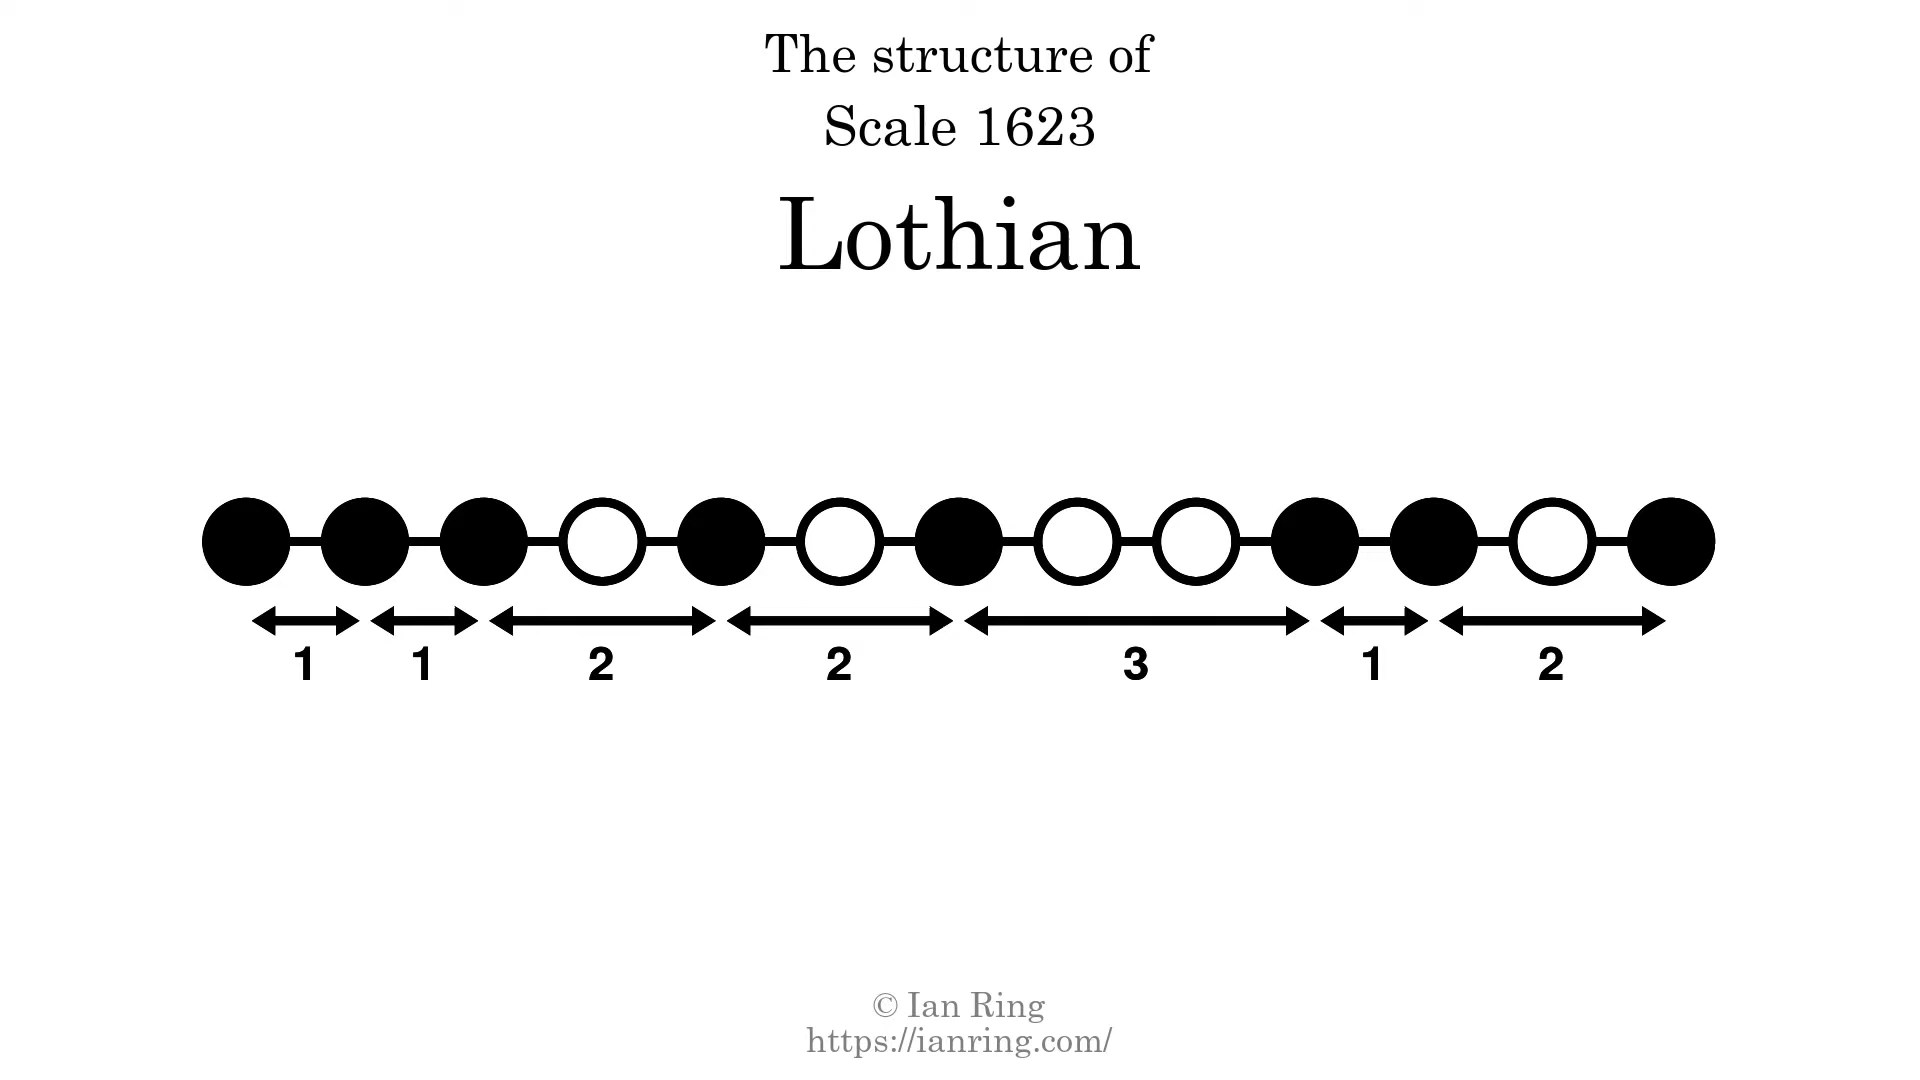 The structure of
Scale 1623
Lothian
1 1 2 2 3 1 2
© Ian Ring
https://ianring.com/